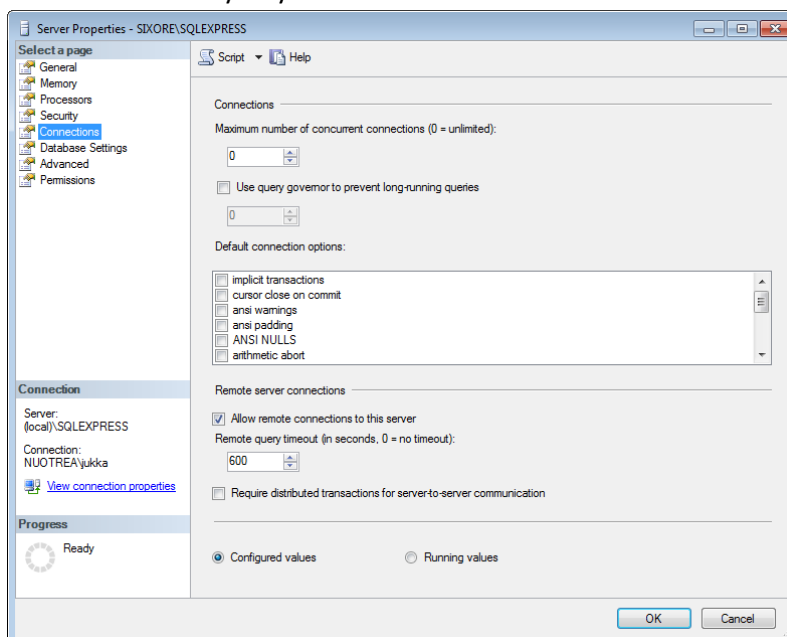 Server Properties - SIXORE\SQLEXPRESS
Select a page
General
Memory
Processors
Security
Connections
Database Settings
Advanced
Permissions
Script
Help
Connections
Maximum number of concurrent connections (0 = unlimited):
0
Use query governor to prevent long-running queries
0
Default connection options:
implicit transactions
cursor close on commit
ansi warnings
ansi padding
ANSI NULLS
arithmetic abort
Connection
Server:
(local)\SQLEXPRESS
Connection:
NUOTREA\jukka
View connection properties
Remote server connections
Allow remote connections to this server
Remote query timeout (in seconds, 0 = no timeout):
600
Require distributed transactions for server-to-server communication
Progress
Ready
Configured values
Running values
OK
Cancel